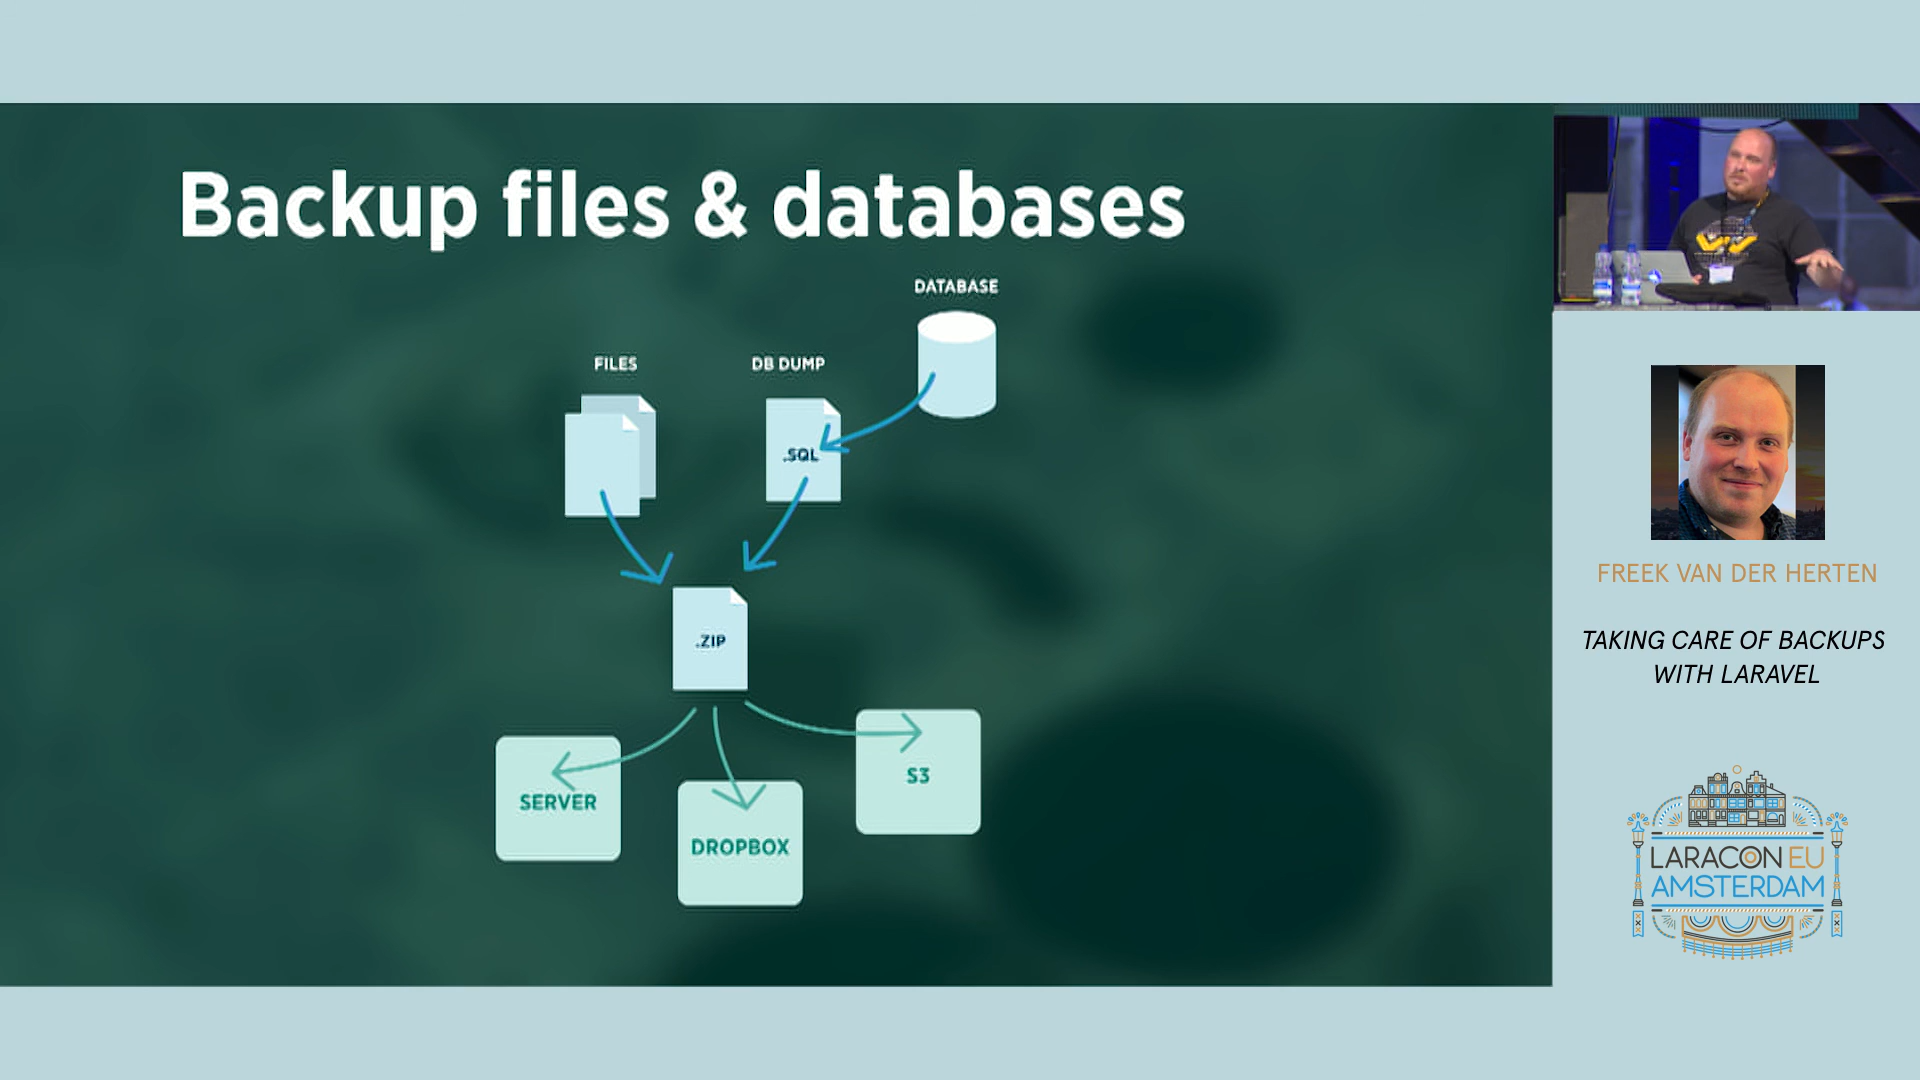 Backup files & databases
DATABASE
FILES
DB DUMP
.SQL
.ZIP
SERVER
DROPBOX
S3
FREEK VAN DER HERTEN
TAKING CARE OF BACKUPS
WITH LARAVEL
LARACON EU
AMSTERDAM